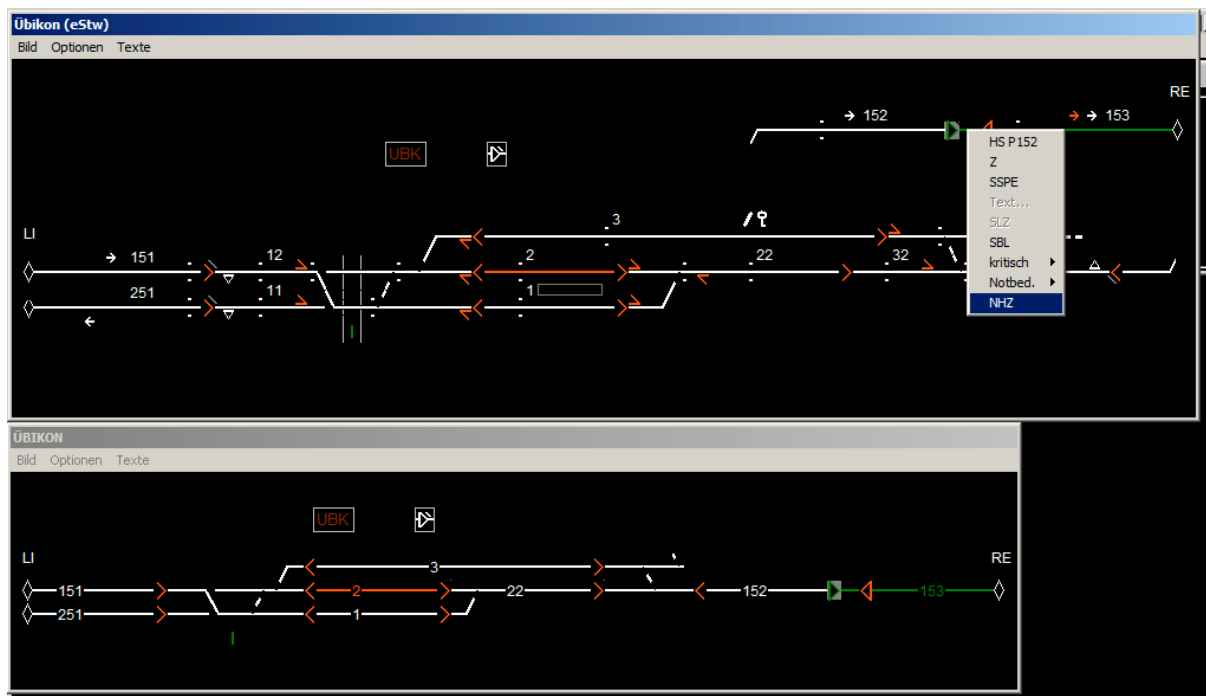 Übikon (eStw)
Bild Optionen Texte
RE
152 153
UBK
HS P152
Z
SSPE
Text...
SLZ
SBL
kritisch
Notbed.
NHZ
LI
3
151 12 2 22 32
251 11 1
ÜBIKON
Bild Optionen Texte
UBK
LI RE
3
151 2 22 152 153
251 1